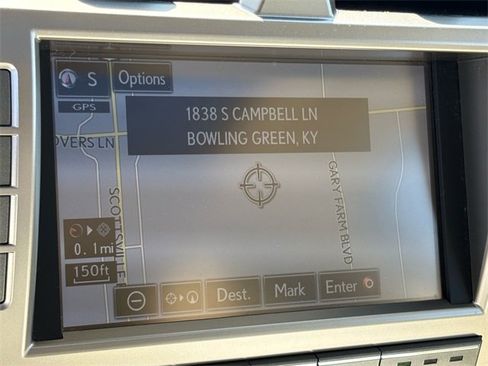 S Options
GPS
1838 S CAMPBELL LN
BOWLING GREEN, KY
OVERS LN
SCOTTSVILLE
GARY FARM BLVD
0.1mi
150ft
Dest. Mark Enter